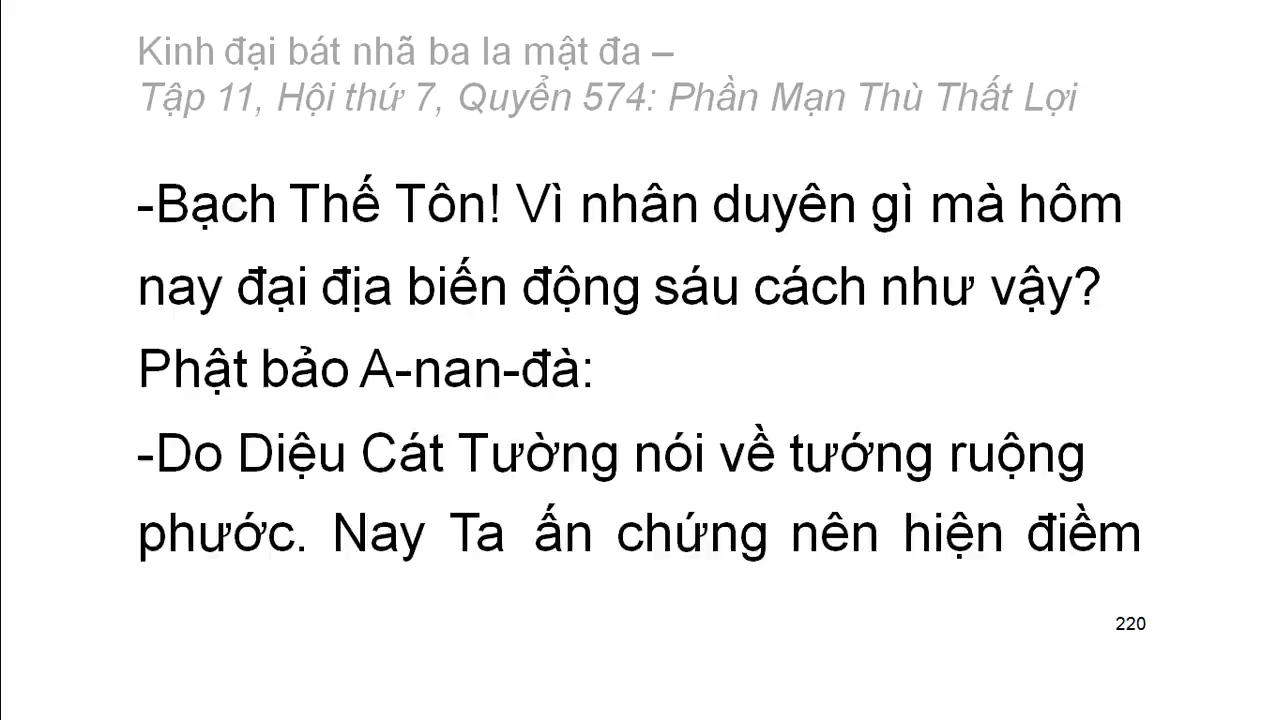 Kinh đại bát nhã ba la mật đa –
Tập 11, Hội thứ 7, Quyển 574: Phần Mạn Thù Thất Lợi
-Bạch Thế Tôn! Vì nhân duyên gì mà hôm
nay đại địa biến động sáu cách như vậy?
Phật bảo A-nan-đà:
-Do Diệu Cát Tường nói về tướng ruộng
phước. Nay Ta ấn chứng nên hiện điềm
220